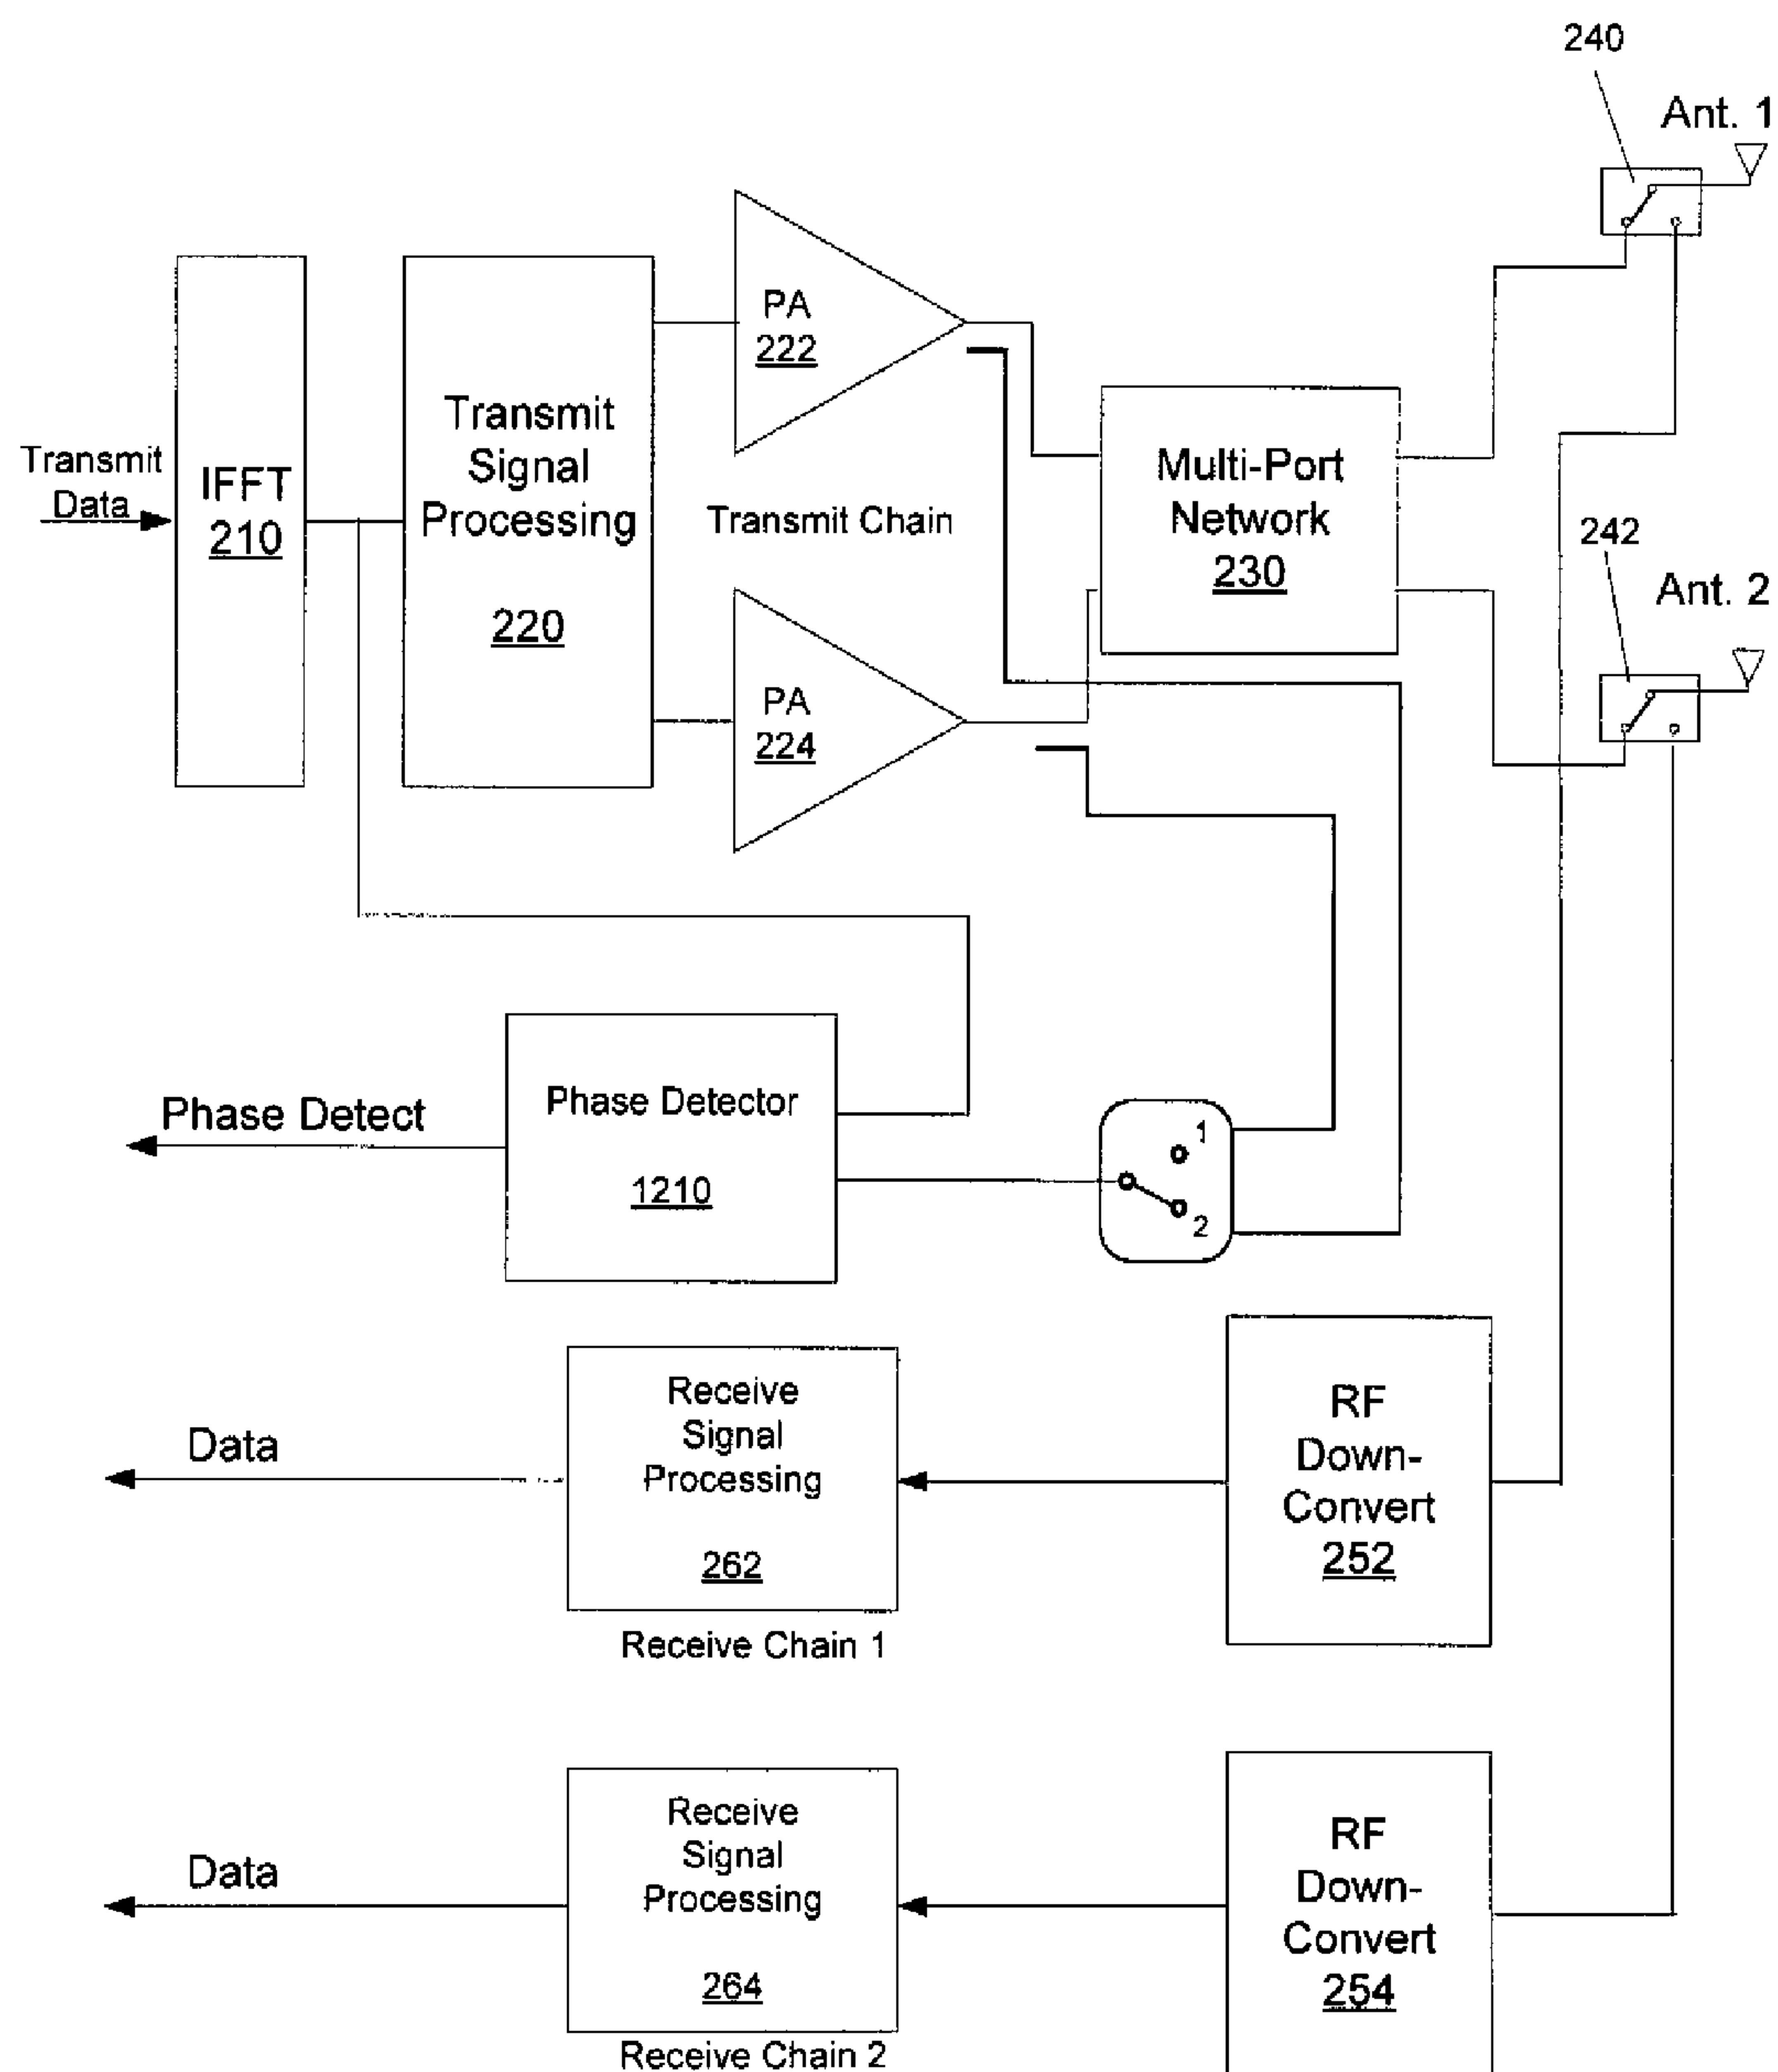 240
Ant. 1
PA
222
Transmit
Data
IFFT
210
Transmit
Signal
Processing
220
Transmit Chain
Multi-Port
Network
230
242
Ant. 2
PA
224
Phase Detect
Phase Detector
1210
1
2
Data
Receive
Signal
Processing
262
Receive Chain 1
RF
Down-
Convert
252
Data
Receive
Signal
Processing
264
Receive Chain 2
RF
Down-
Convert
254